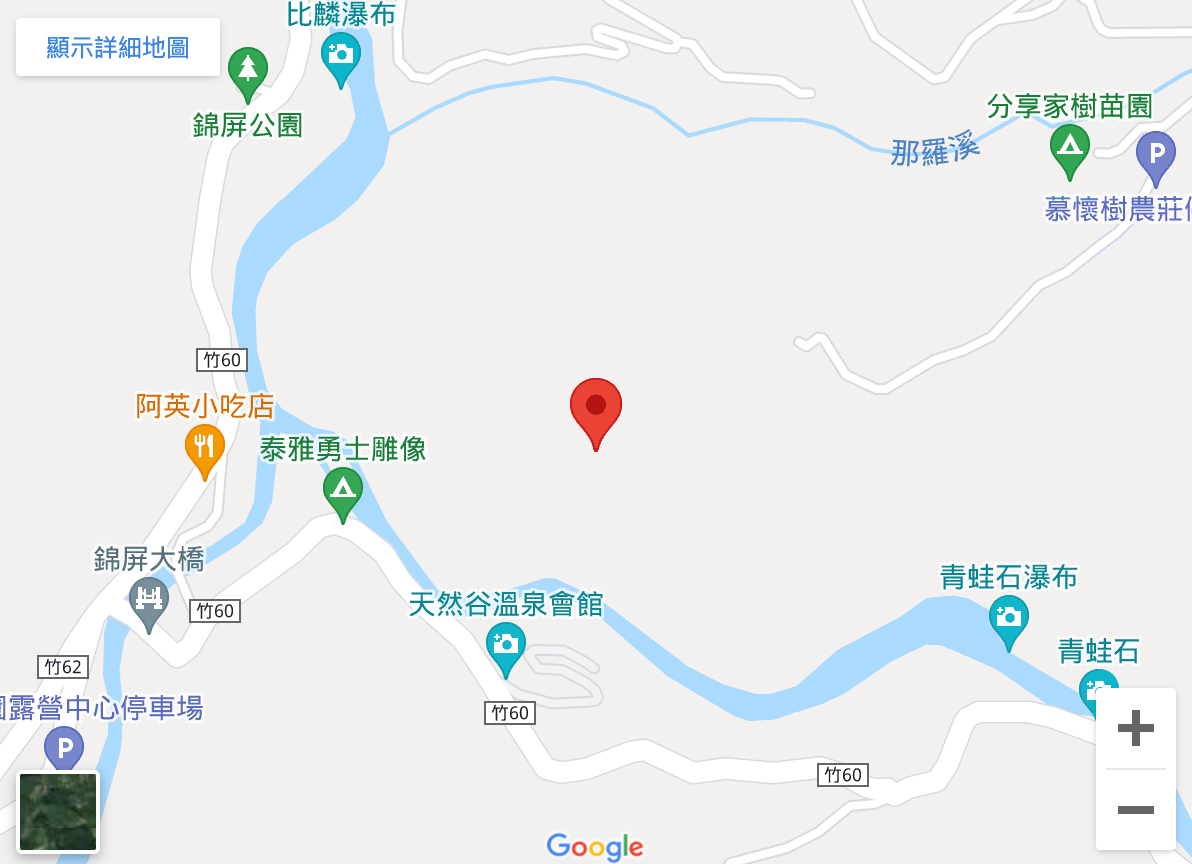 比麟瀑布
顯示詳細地圖
錦屏公園
分享家樹苗園
那羅溪
慕懷樹農莊
竹60
阿英小吃店
泰雅勇士雕像
錦屏大橋
竹60
天然谷溫泉會館
青蛙石瀑布
青蛙石
竹62
露營中心停車場
竹60
竹60
Google